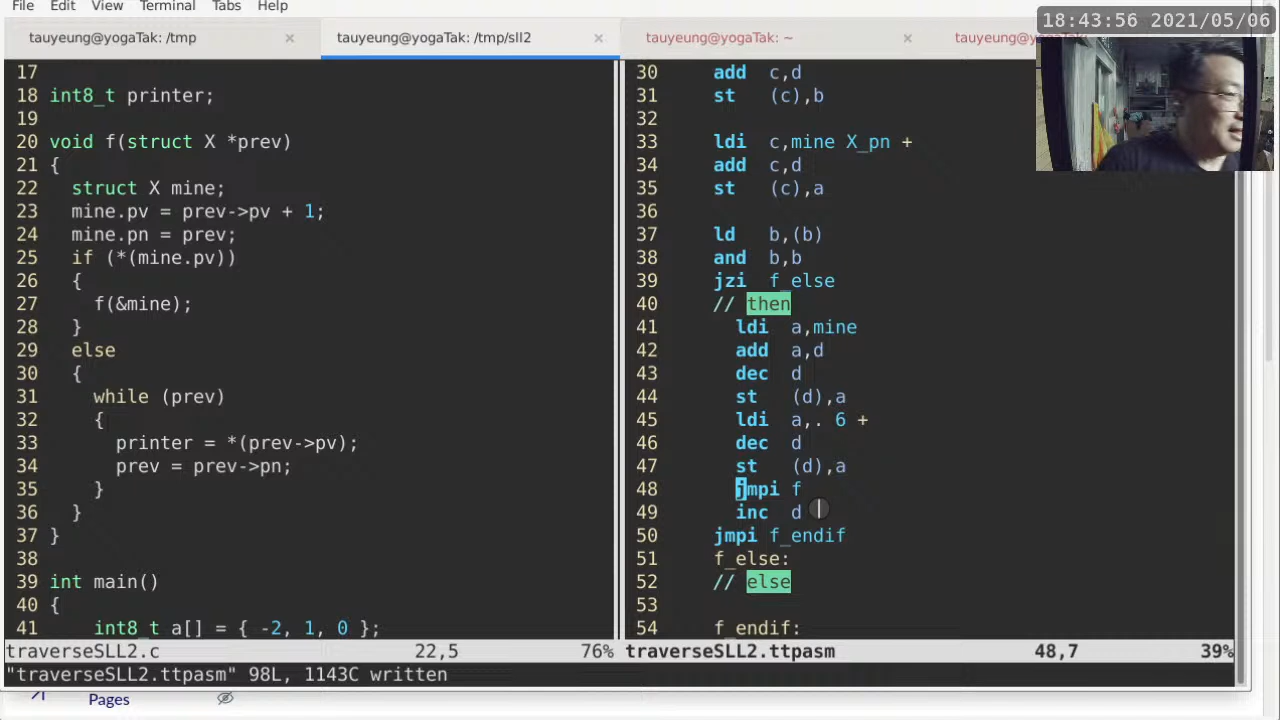 File Edit View Terminal Tabs Help
18:43:56 2021/05/06
tauyeung@yogaTak: /tmp × tauyeung@yogaTak: /tmp/sll2 × tauyeung@yogaTak: ~ ×
17
18 int8_t printer;
19
20 void f(struct X *prev)
21 {
22   struct X mine;
23   mine.pv = prev->pv + 1;
24   mine.pn = prev;
25   if (*(mine.pv))
26   {
27     f(&mine);
28   }
29   else
30   {
31     while (prev)
32     {
33       printer = *(prev->pv);
34       prev = prev->pn;
35     }
36   }
37 }
38
39 int main()
40 {
41     int8_t a[] = { -2, 1, 0 };
traverseSLL2.c 22,5 76%
30 add c,d
31 st (c),b
32
33 ldi c,mine X_pn +
34 add c,d
35 st (c),a
36
37 ld b,(b)
38 and b,b
39 jzi f_else
40 // then
41 ldi a,mine
42 add a,d
43 dec d
44 st (d),a
45 ldi a,. 6 +
46 dec d
47 st (d),a
48 jmpi f
49 inc d
50 jmpi f_endif
51 f_else:
52 // else
53
54 f_endif:
traverseSLL2.ttpasm 48,7 39%
"traverseSLL2.ttpasm" 98L, 1143C written
Pages